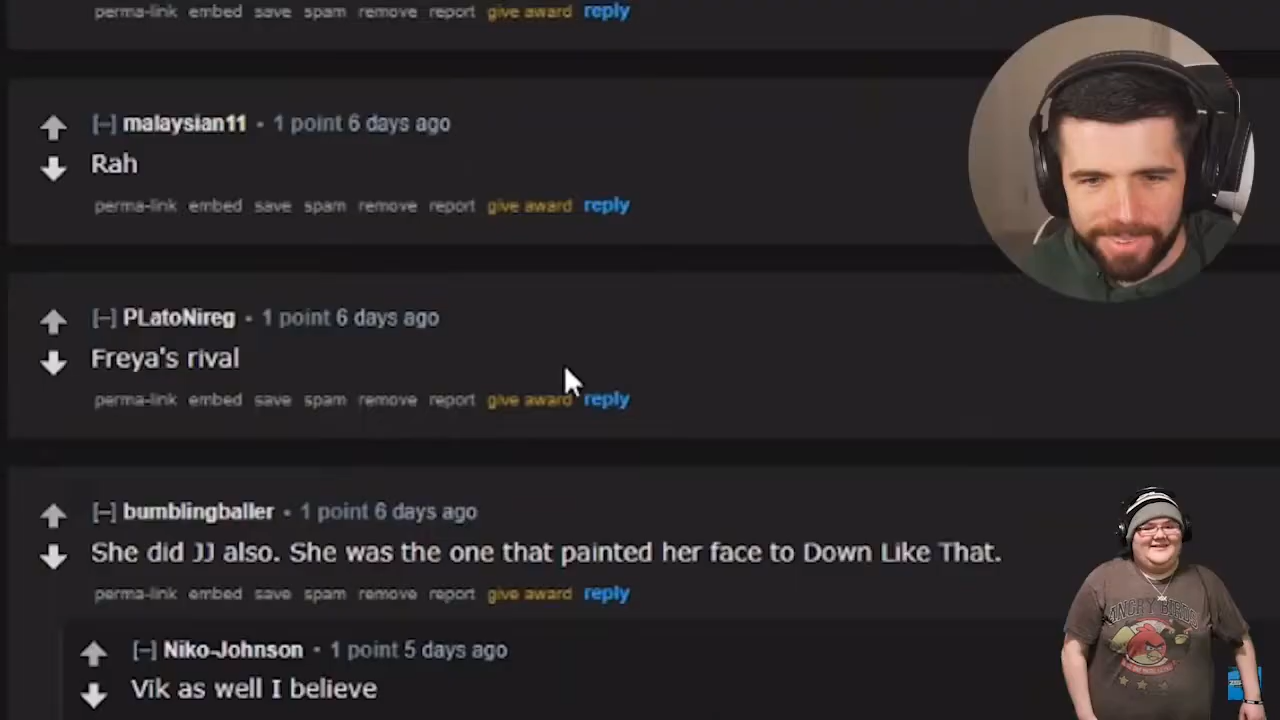 perma-link embed save spam remove report give award reply
[–] malaysian11 • 1 point 6 days ago
Rah
perma-link embed save spam remove report give award reply
[–] PLatoNireg • 1 point 6 days ago
Freya's rival
perma-link embed save spam remove report give award reply
[–] bumblingballer • 1 point 6 days ago
She did JJ also. She was the one that painted her face to Down Like That.
perma-link embed save spam remove report give award reply
[–] Niko-Johnson • 1 point 5 days ago
Vik as well I believe
ANGRY BIRDS